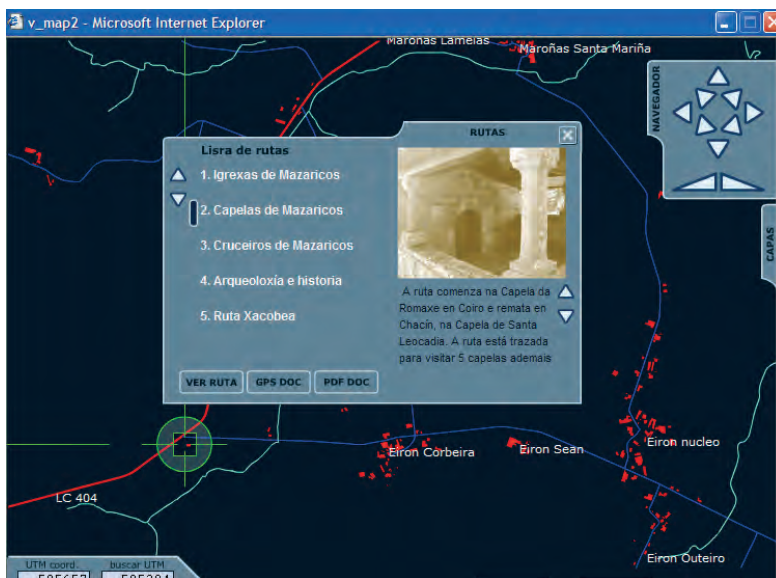 v_map2 - Microsoft Internet Explorer
Maroñas Lamelas
Maroñas Santa Mariña
NAVEGADOR
CAPAS
RUTAS
Lisra de rutas
1. Igrexas de Mazaricos
2. Capelas de Mazaricos
3. Cruceiros de Mazaricos
4. Arqueoloxía e historia
5. Ruta Xacobea
A ruta comenza na Capela da
Romaxe en Coiro e remata en
Chacín, na Capela de Santa
Leocadia. A ruta está trazada
para visitar 5 capelas ademais
VER RUTA
GPS DOC
PDF DOC
Eiron Corbeira
Eiron Sean
Eiron nucleo
LC 404
Eiron Outeiro
UTM coord.
buscar UTM